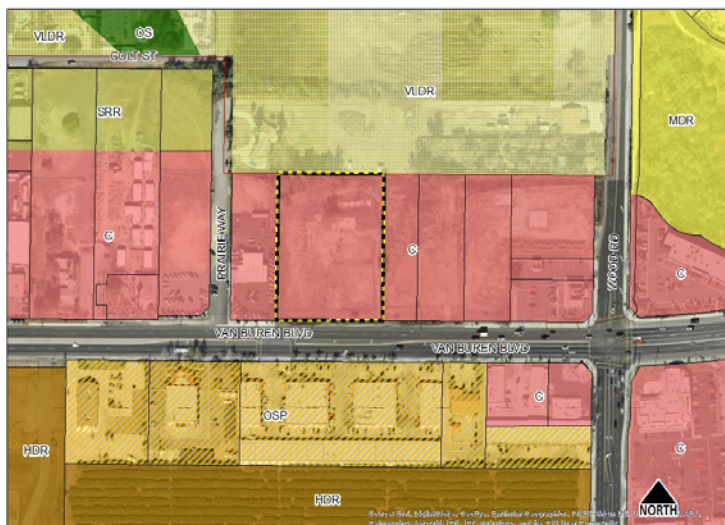 VLDR
OS
GOLT ST
SRR
VLDR
MDR
C
PRAIRIE WAY
C
WOOD RD
C
VAN BUREN BLVD
VAN BUREN BLVD
C
OSP
HDR
C
HDR
NORTH